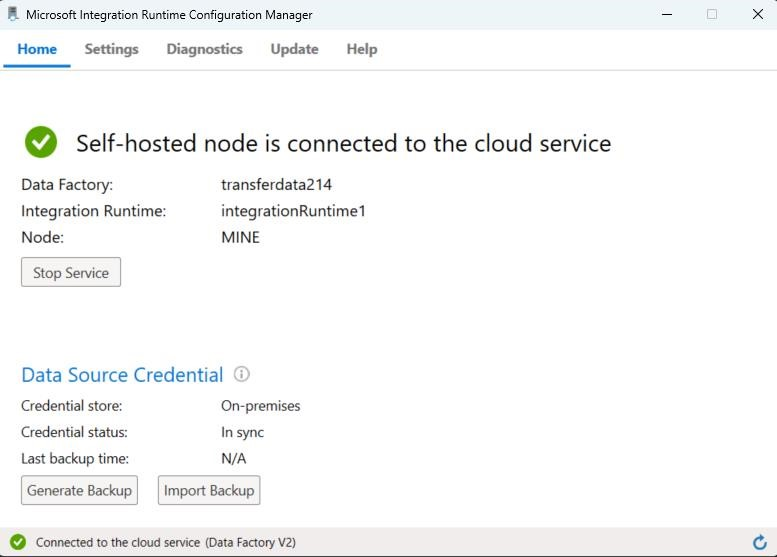 Microsoft Integration Runtime Configuration Manager
Home Settings Diagnostics Update Help
Self-hosted node is connected to the cloud service
Data Factory: transferdata214
Integration Runtime: integrationRuntime1
Node: MINE
Stop Service
Data Source Credential
Credential store: On-premises
Credential status: In sync
Last backup time: N/A
Generate Backup Import Backup
Connected to the cloud service (Data Factory V2)